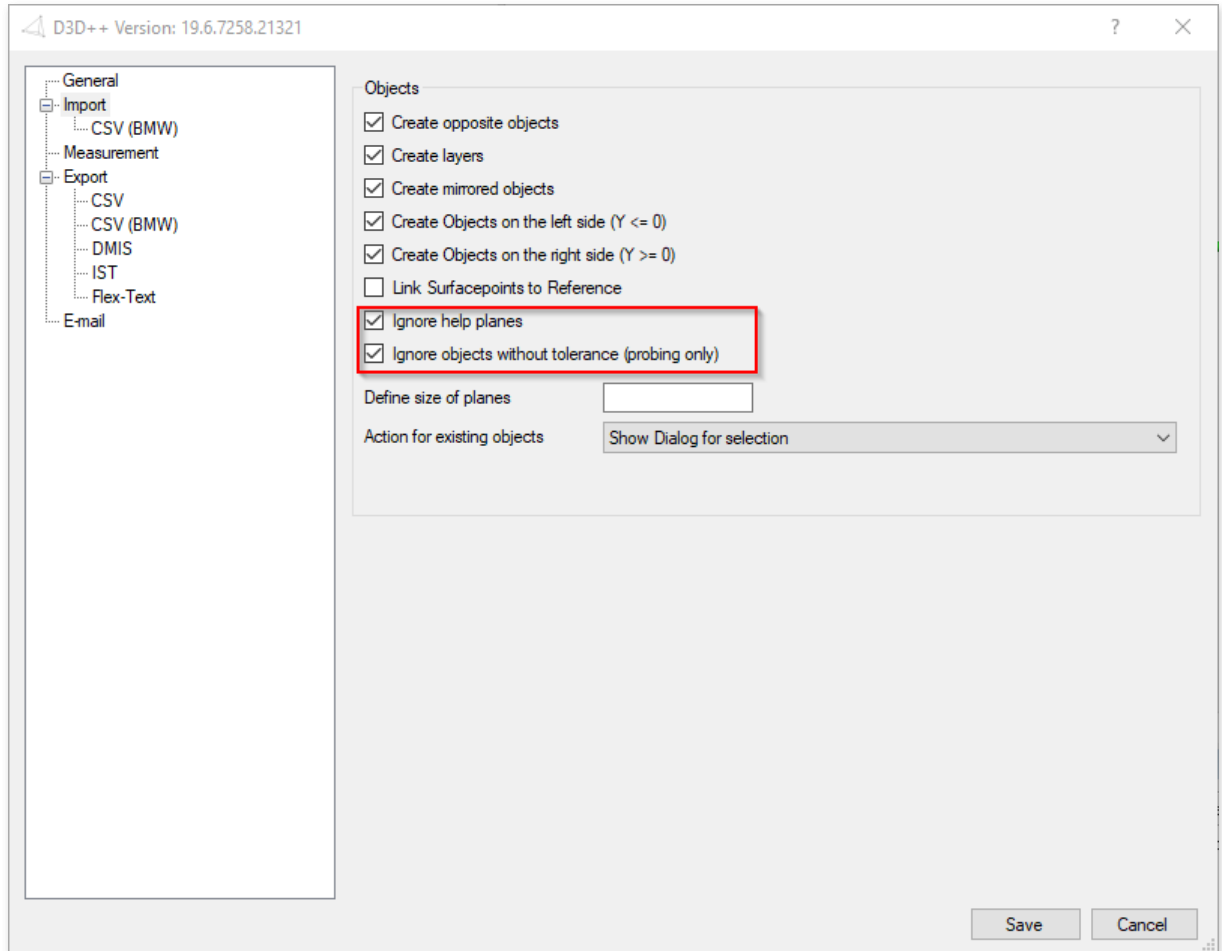 D3D++ Version: 19.6.7258.21321
General
Import
CSV (BMW)
Measurement
Export
CSV
CSV (BMW)
DMIS
IST
Flex-Text
E-mail
Objects
Create opposite objects
Create layers
Create mirrored objects
Create Objects on the left side (Y <= 0)
Create Objects on the right side (Y >= 0)
Link Surfacepoints to Reference
Ignore help planes
Ignore objects without tolerance (probing only)
Define size of planes
Action for existing objects Show Dialog for selection
Save Cancel